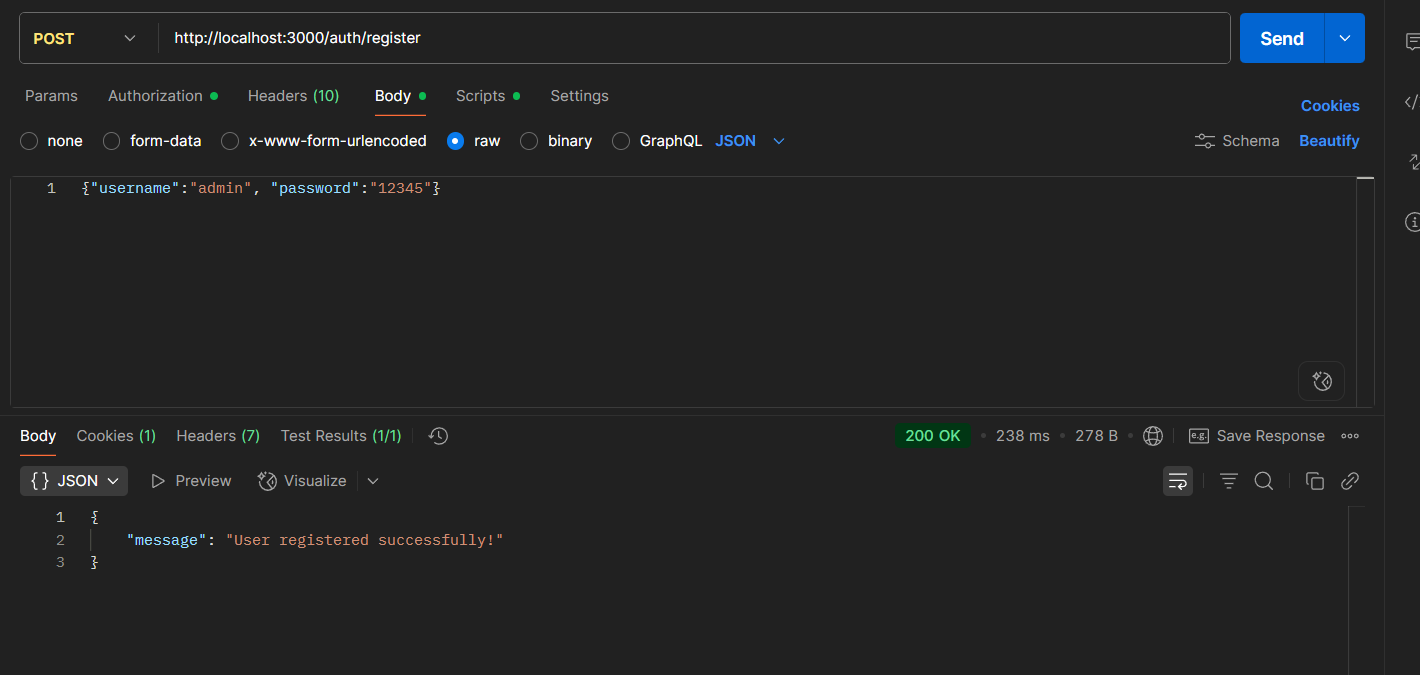 POST http://localhost:3000/auth/register Send
Params Authorization Headers (10) Body Scripts Settings Cookies
none form-data x-www-form-urlencoded raw binary GraphQL JSON Schema Beautify
1 {"username":"admin", "password":"12345"}
Body Cookies (1) Headers (7) Test Results (1/1) 200 OK 238 ms 278 B e.g. Save Response
{} JSON Preview Visualize
1 {
2 "message": "User registered successfully!"
3 }